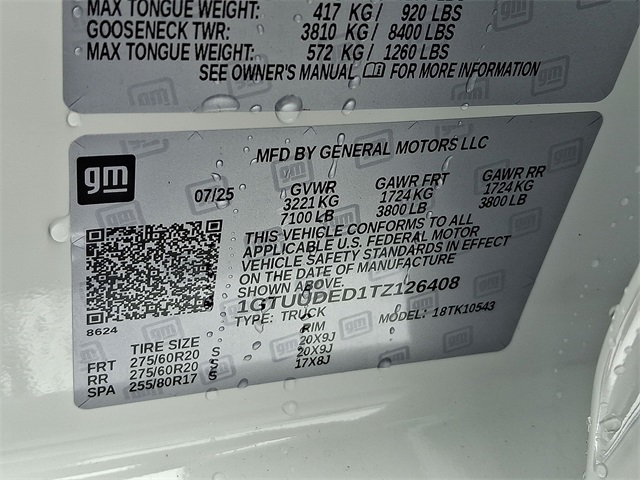 MAX TONGUE WEIGHT: 417 KG/ 920 LBS
GOOSENECK TWR: 3810 KG/ 8400 LBS
MAX TONGUE WEIGHT: 572 KG/ 1260 LBS
SEE OWNER'S MANUAL FOR MORE INFORMATION
gm
MFD BY GENERAL MOTORS LLC
07/25 GVWR GAWR FRT GAWR RR
3221 KG 1724 KG 1724 KG
7100 LB 3800 LB 3800 LB
THIS VEHICLE CONFORMS TO ALL
APPLICABLE U.S. FEDERAL MOTOR
VEHICLE SAFETY STANDARDS IN EFFECT
ON THE DATE OF MANUFACTURE
SHOWN ABOVE.
1GTUUDED1TZ126408
TYPE: TRUCK MODEL: 18TK10543
8624
TIRE SIZE RIM
FRT 275/60R20 S 20X9J
RR 275/60R20 S 20X9J
SPA 255/80R17 S 17X8J